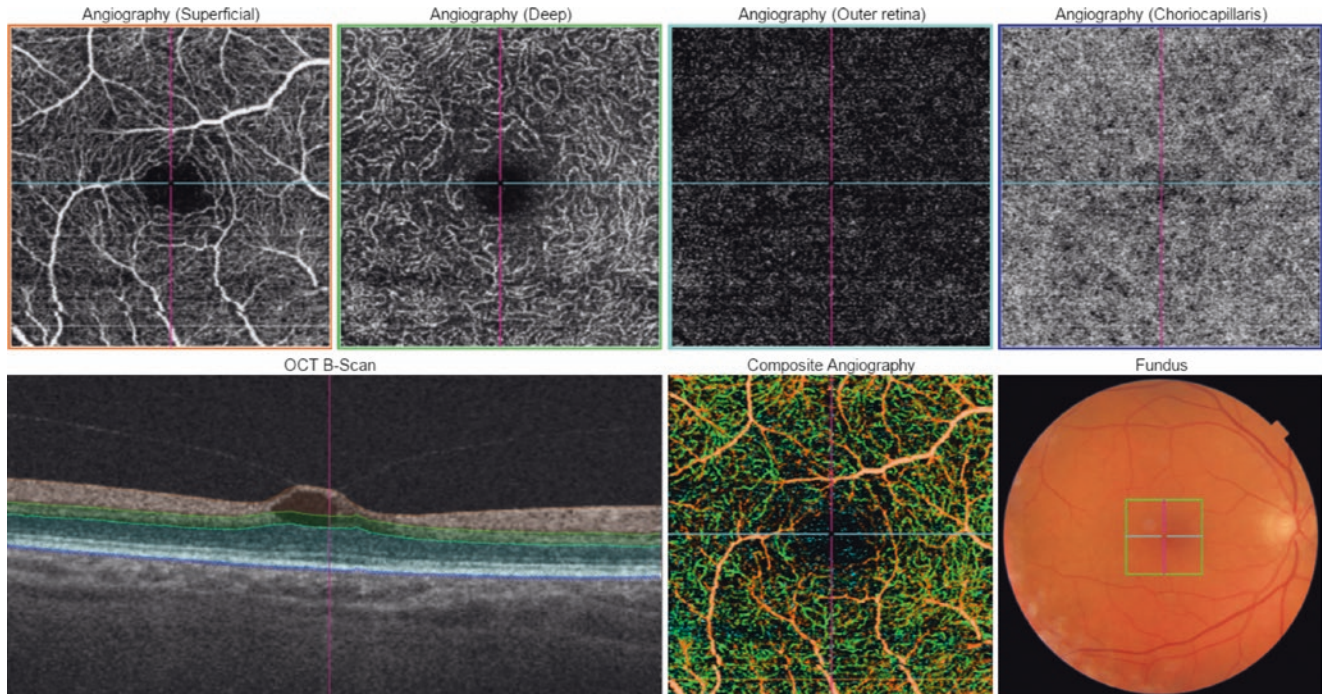 Angiography (Superficial)
Angiography (Deep)
Angiography (Outer retina)
Angiography (Choriocapillaris)
OCT B-Scan
Composite Angiography
Fundus